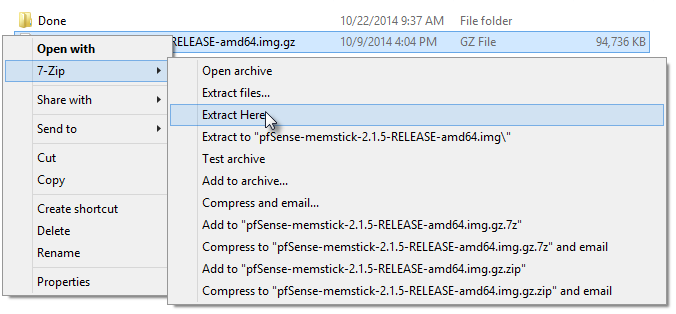 Done 10/22/2014 9:37 AM File folder
RELEASE-amd64.img.gz 10/9/2014 4:04 PM GZ File 94,736 KB
Open with
7-Zip
Share with
Send to
Cut
Copy
Create shortcut
Delete
Rename
Properties
Open archive
Extract files...
Extract Here
Extract to "pfSense-memstick-2.1.5-RELEASE-amd64.img\"
Test archive
Add to archive...
Compress and email...
Add to "pfSense-memstick-2.1.5-RELEASE-amd64.img.gz.7z"
Compress to "pfSense-memstick-2.1.5-RELEASE-amd64.img.gz.7z" and email
Add to "pfSense-memstick-2.1.5-RELEASE-amd64.img.gz.zip"
Compress to "pfSense-memstick-2.1.5-RELEASE-amd64.img.gz.zip" and email